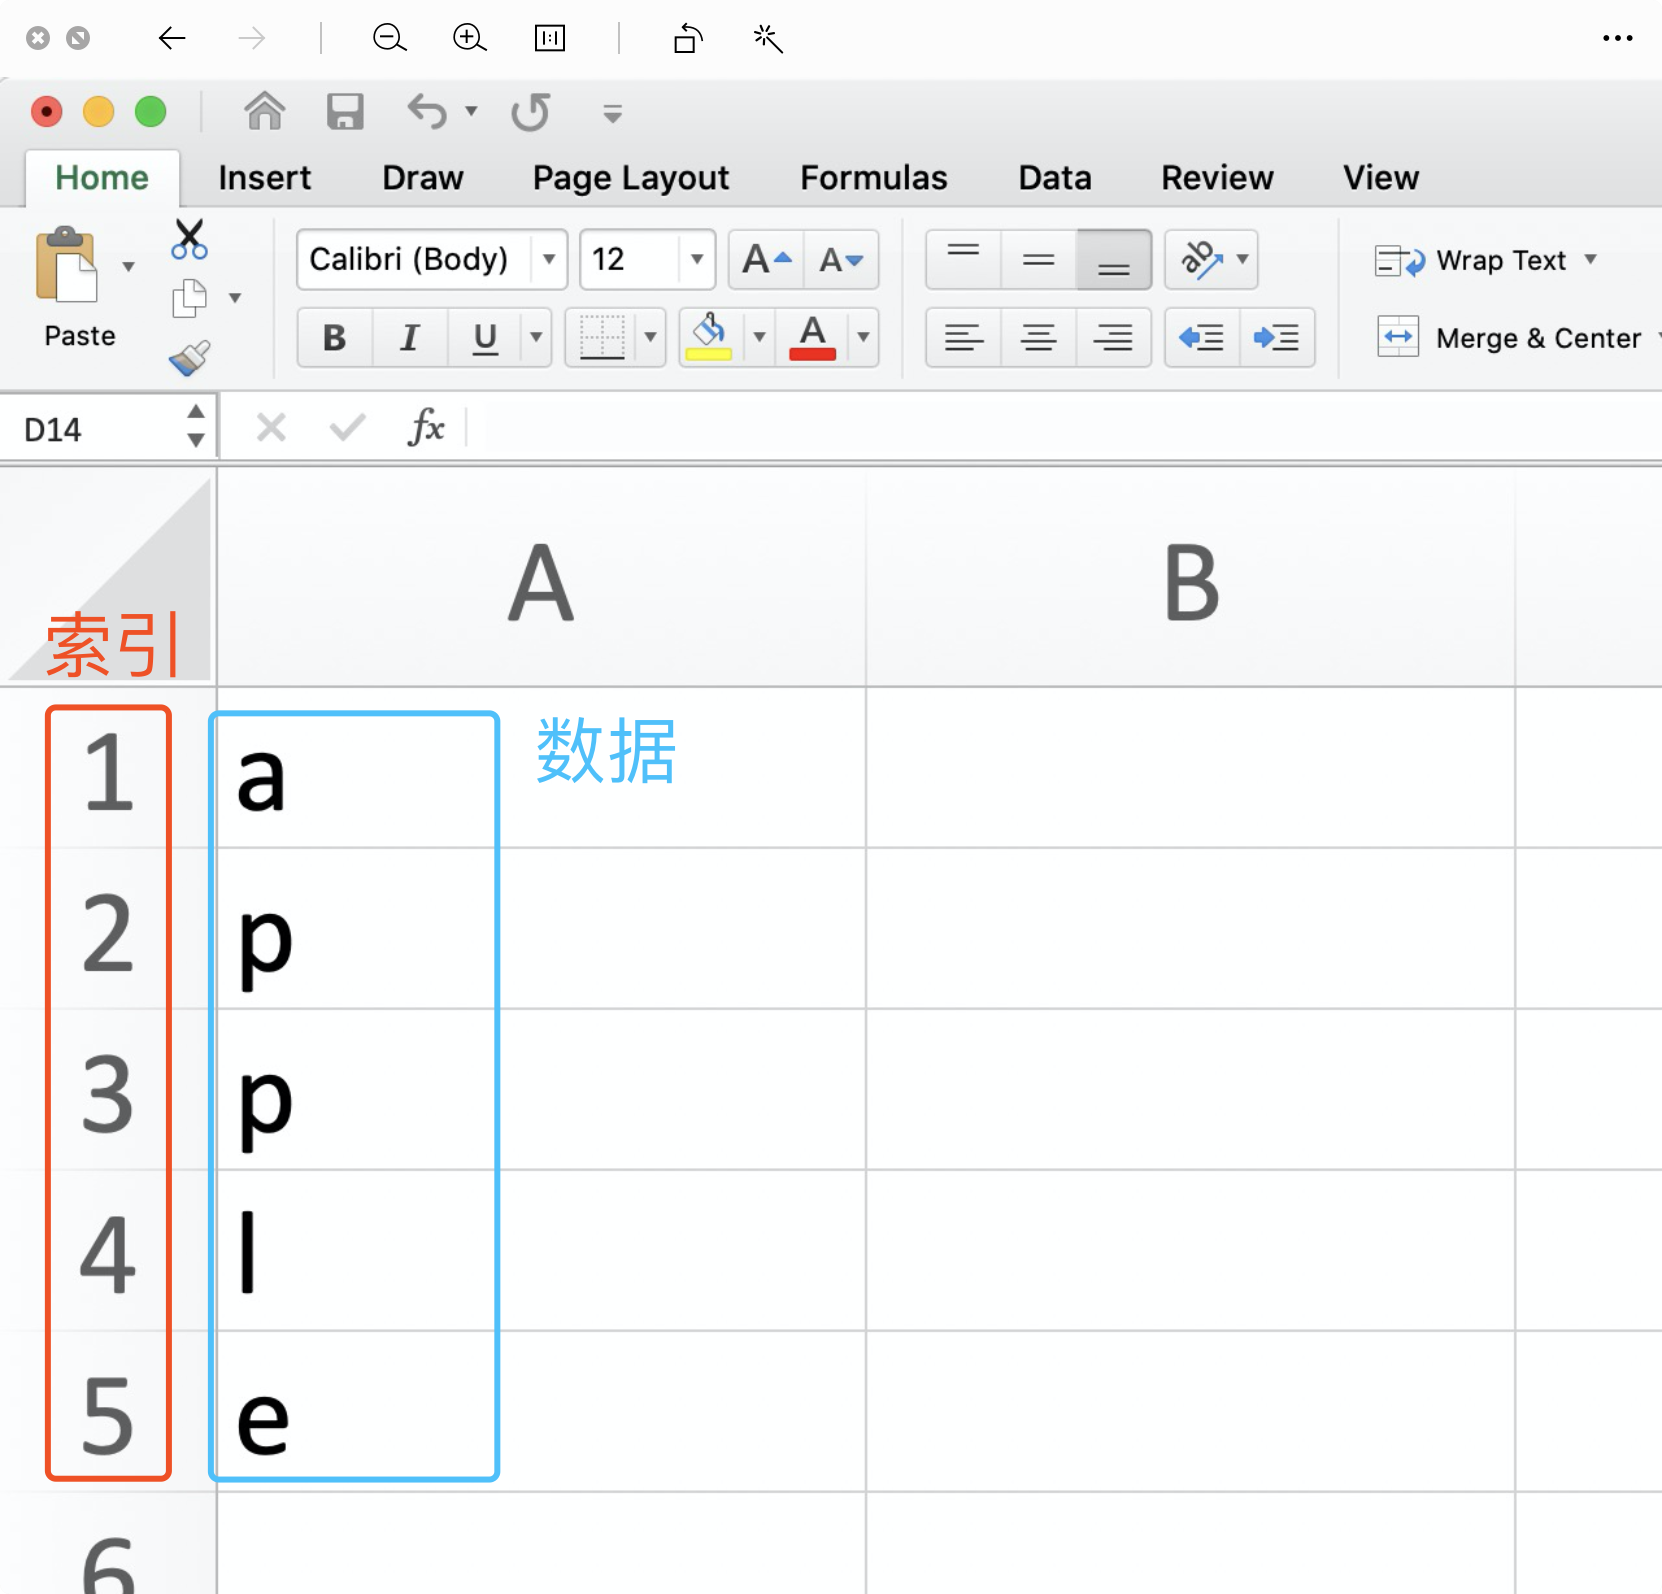 Home Insert Draw Page Layout Formulas Data Review View
Calibri (Body) 12 A A ab Wrap Text
Paste B I U A Merge & Center
D14 fx
A B
索引
数据
1 a
2 p
3 p
4 l
5 e
6